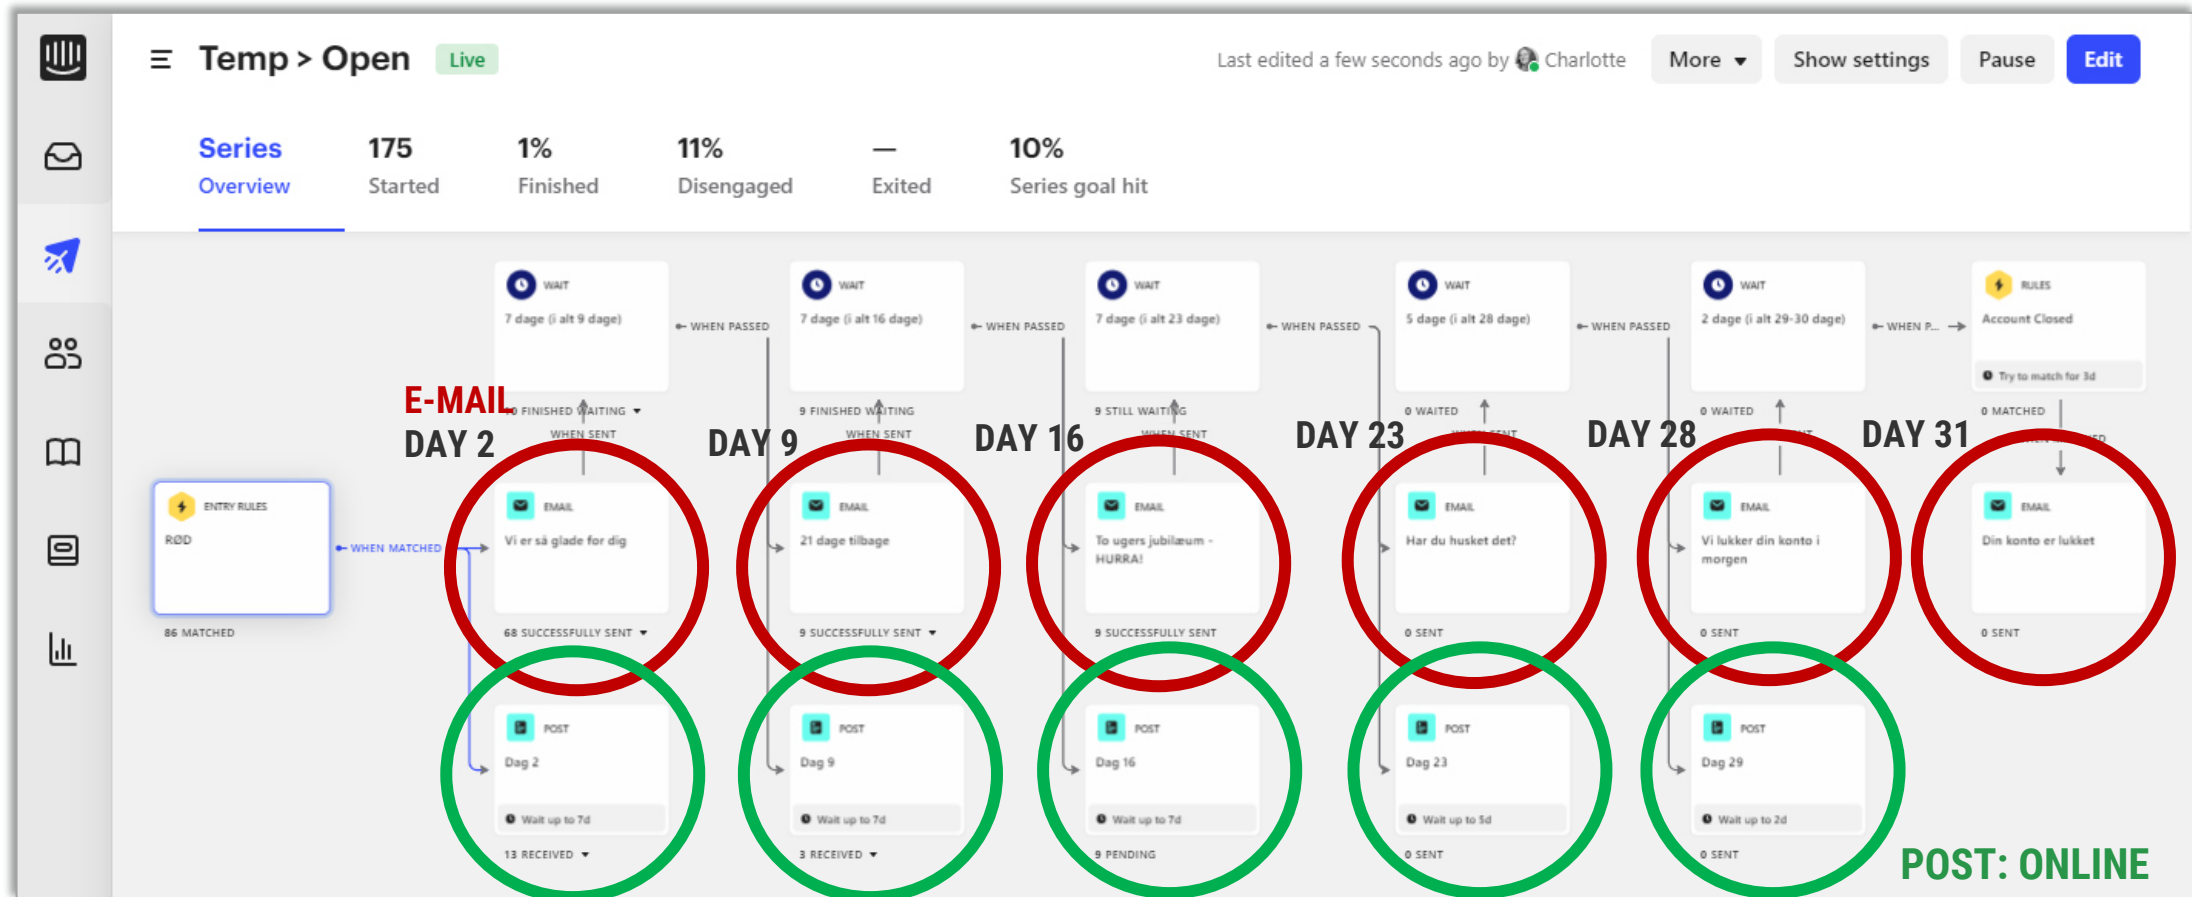 Temp > Open
Live
Last edited a few seconds ago by Charlotte
More
Show settings
Pause
Edit
Series
Overview
175
Started
1%
Finished
11%
Disengaged
—
Exited
10%
Series goal hit
WAIT
7 dage (i alt 9 dage)
WHEN PASSED
WAIT
7 dage (i alt 16 dage)
WHEN PASSED
WAIT
7 dage (i alt 23 dage)
WHEN PASSED
WAIT
5 dage (i alt 28 dage)
WHEN PASSED
WAIT
2 dage (i alt 29-30 dage)
WHEN P...
RULES
Account Closed
Try to match for 3d
E-MAIL
FINISHED WAITING
9 FINISHED WAITING
9 STILL WAITING
0 WAITED
0 WAITED
0 MATCHED
WHEN SENT
WHEN SENT
WHEN SENT
DAY 2
DAY 9
DAY 16
DAY 23
DAY 28
DAY 31
ENTRY RULES
RØD
86 MATCHED
WHEN MATCHED
EMAIL
Vi er så glade for dig
68 SUCCESSFULLY SENT
EMAIL
21 dage tilbage
9 SUCCESSFULLY SENT
EMAIL
To ugers jubilæum -
HURRA!
9 SUCCESSFULLY SENT
EMAIL
Har du husket det?
0 SENT
EMAIL
Vi lukker din konto i
morgen
0 SENT
EMAIL
Din konto er lukket
0 SENT
POST
Dag 2
Wait up to 7d
13 RECEIVED
POST
Dag 9
Wait up to 7d
3 RECEIVED
POST
Dag 16
Wait up to 7d
9 PENDING
POST
Dag 23
Wait up to 5d
0 SENT
POST
Dag 29
Wait up to 2d
0 SENT
POST: ONLINE